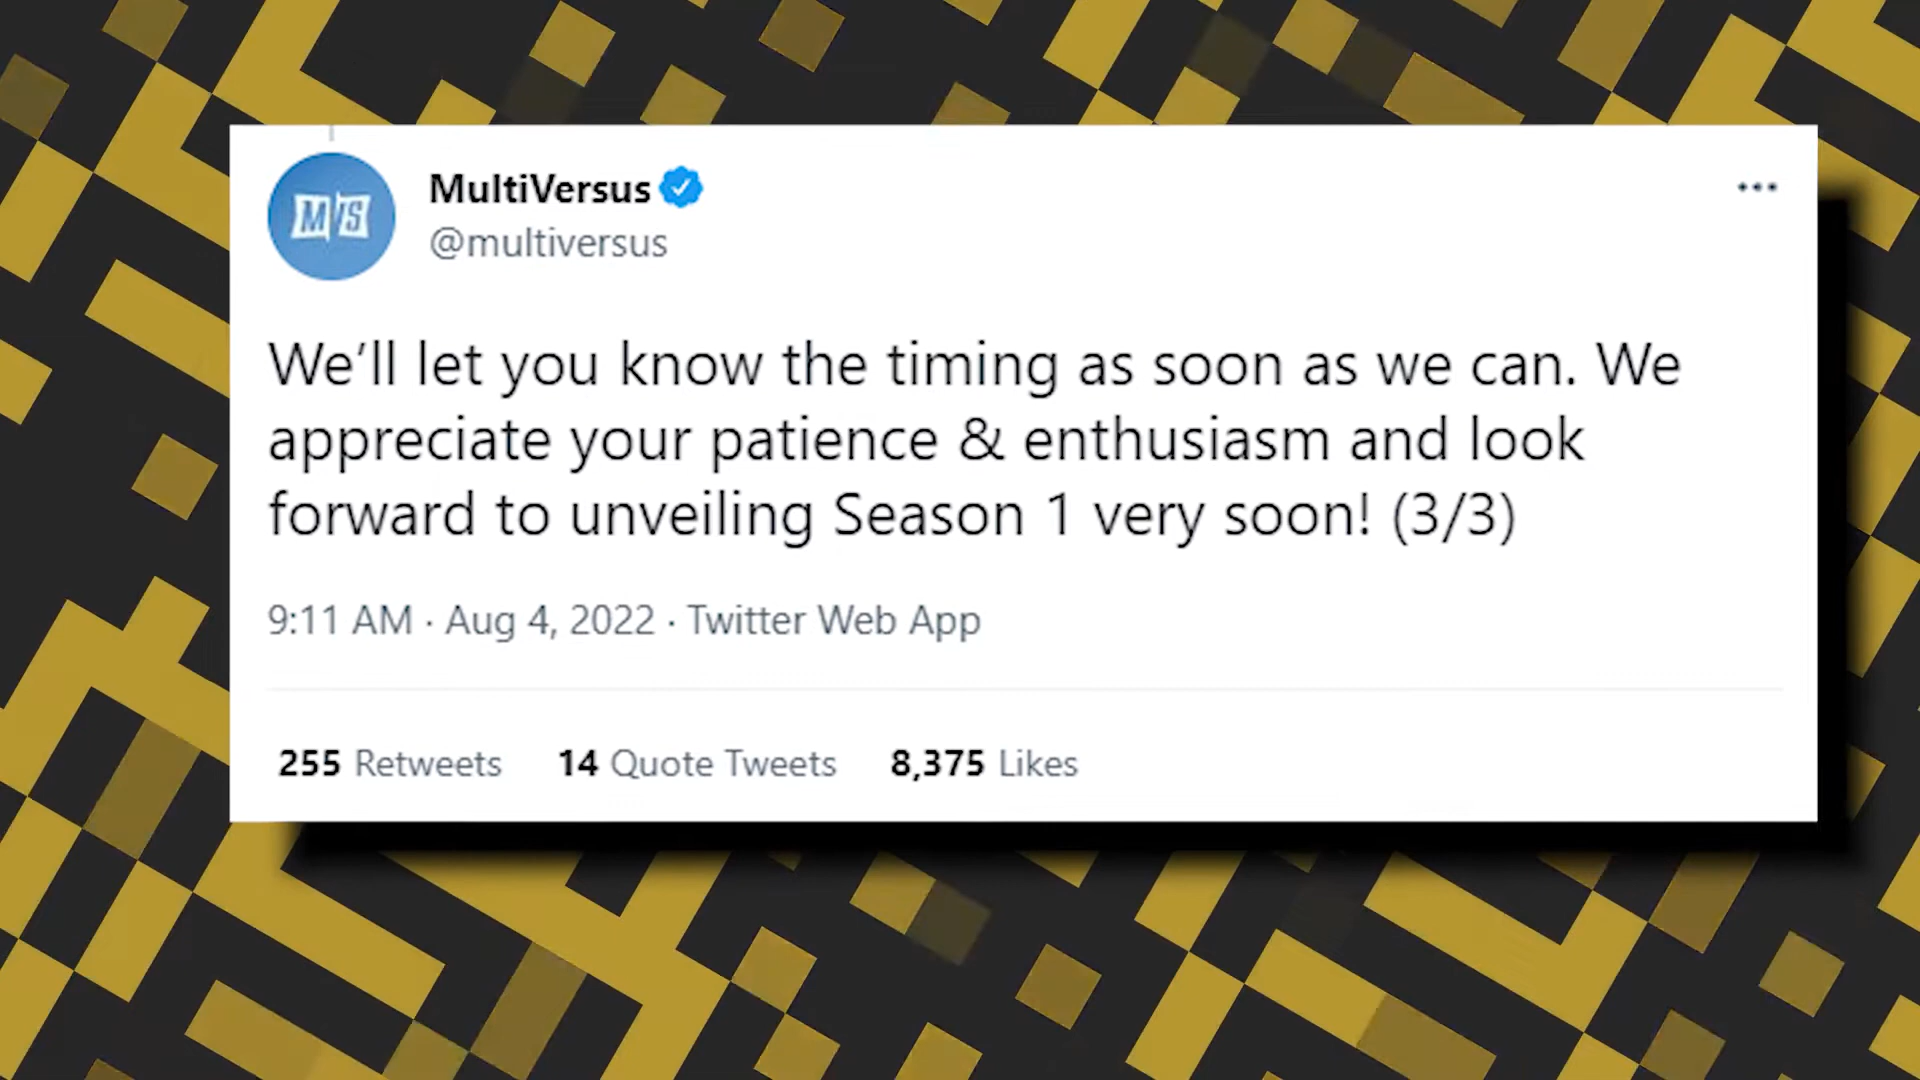 M/S
MultiVersus
@multiversus
We’ll let you know the timing as soon as we can. We
appreciate your patience & enthusiasm and look
forward to unveiling Season 1 very soon! (3/3)
9:11 AM · Aug 4, 2022 · Twitter Web App
255 Retweets 14 Quote Tweets 8,375 Likes